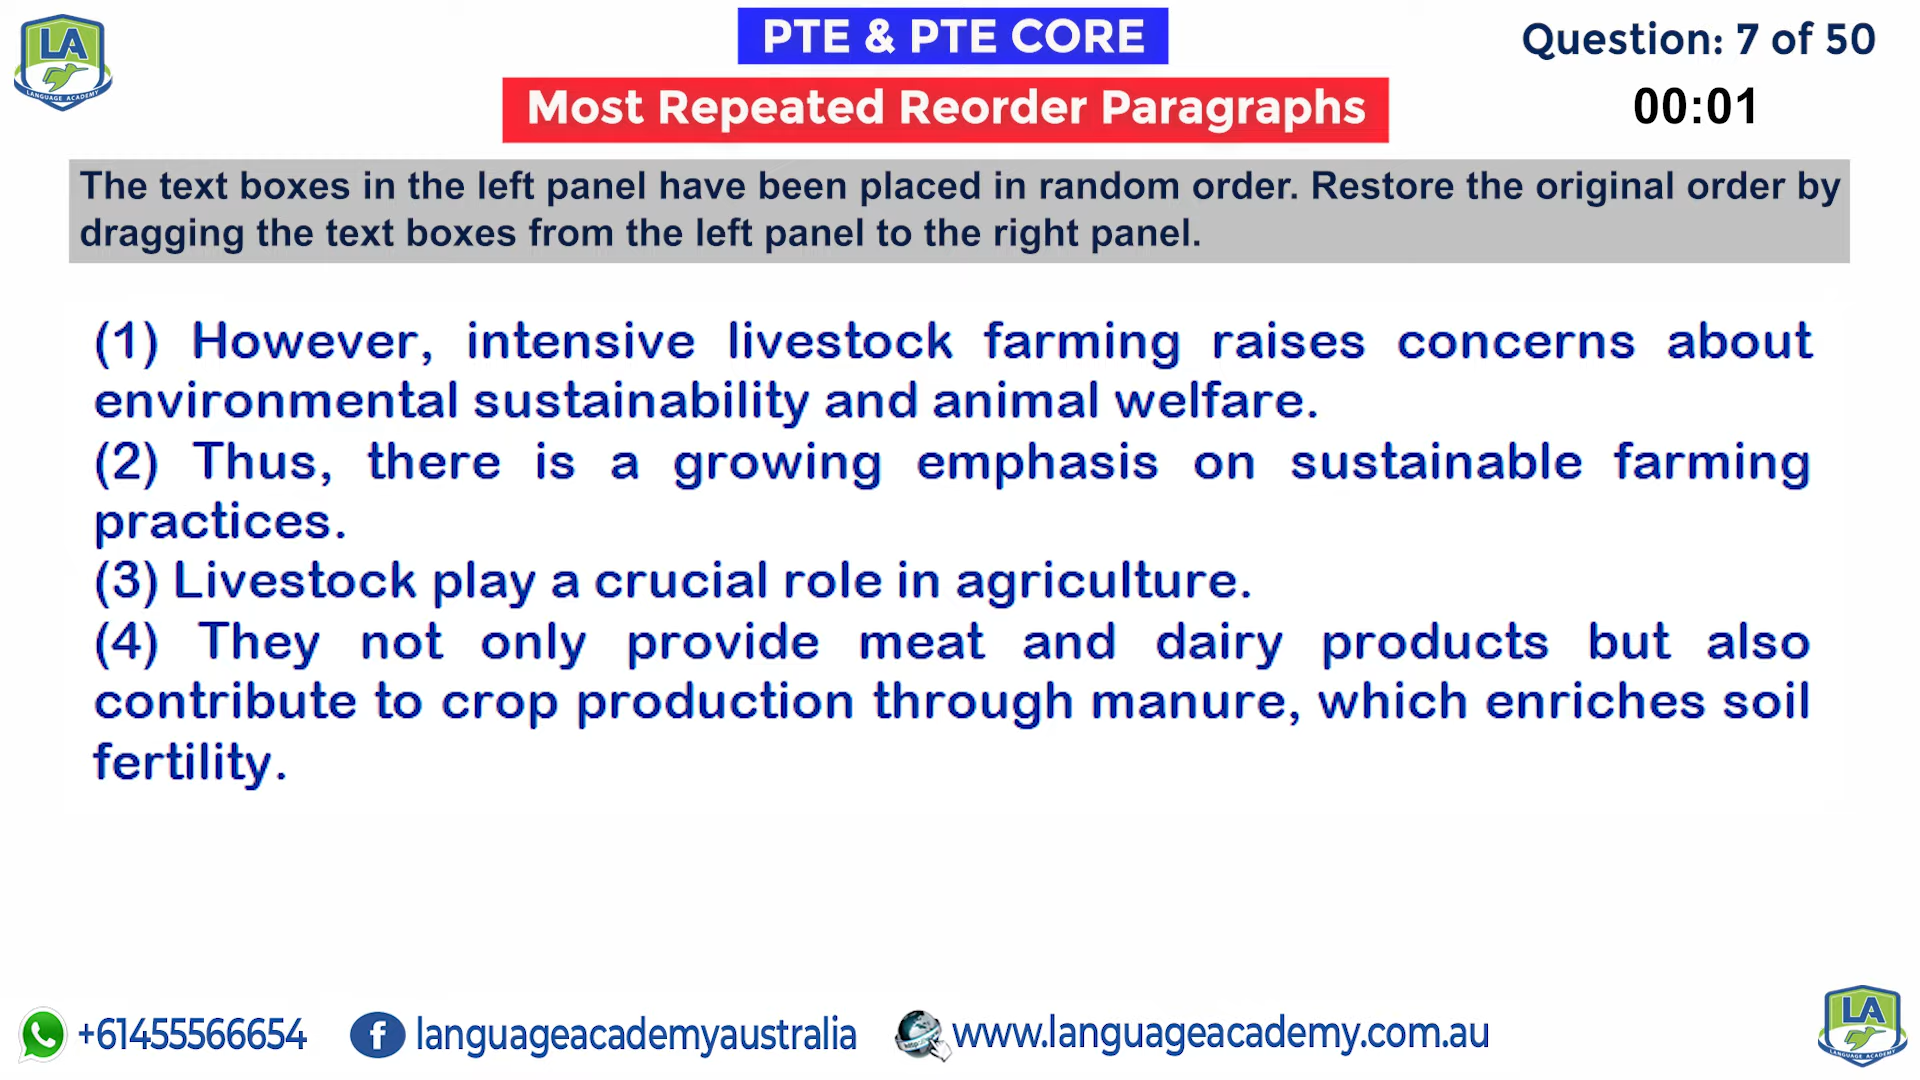 LA
LANGUAGE ACADEMY
PTE & PTE CORE
Question: 7 of 50
Most Repeated Reorder Paragraphs
00:01
The text boxes in the left panel have been placed in random order. Restore the original order by
dragging the text boxes from the left panel to the right panel.
(1) However, intensive livestock farming raises concerns about
environmental sustainability and animal welfare.
(2) Thus, there is a growing emphasis on sustainable farming
practices.
(3) Livestock play a crucial role in agriculture.
(4) They not only provide meat and dairy products but also
contribute to crop production through manure, which enriches soil
fertility.
+61455566654
f languageacademyaustralia
http://
www.languageacademy.com.au
LA
LANGUAGE ACADEMY